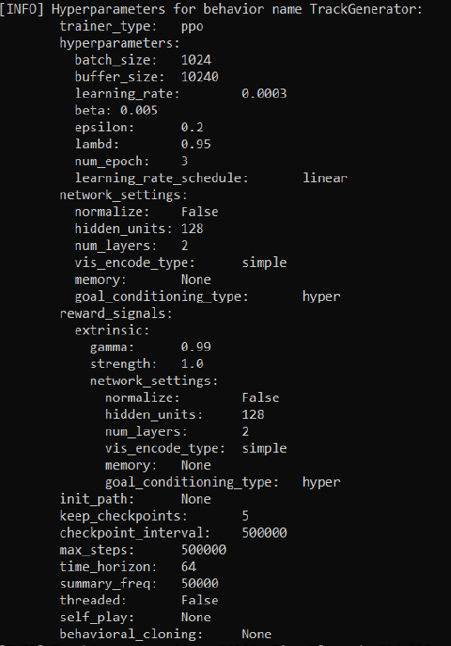 [INFO] Hyperparameters for behavior name TrackGenerator:
trainer_type: ppo
hyperparameters:
batch_size: 1024
buffer_size: 10240
learning_rate: 0.0003
beta: 0.005
epsilon: 0.2
lambd: 0.95
num_epoch: 3
learning_rate_schedule: linear
network_settings:
normalize: False
hidden_units: 128
num_layers: 2
vis_encode_type: simple
memory: None
goal_conditioning_type: hyper
reward_signals:
extrinsic:
gamma: 0.99
strength: 1.0
network_settings:
normalize: False
hidden_units: 128
num_layers: 2
vis_encode_type: simple
memory: None
goal_conditioning_type: hyper
init_path: None
keep_checkpoints: 5
checkpoint_interval: 500000
max_steps: 500000
time_horizon: 64
summary_freq: 50000
threaded: False
self_play: None
behavioral_cloning: None